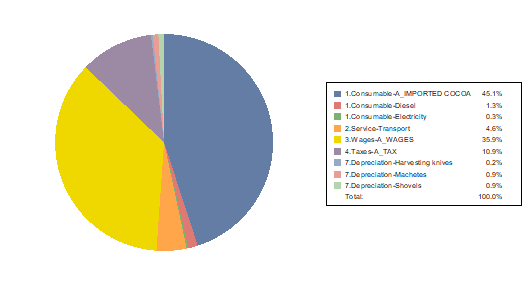 1.Consumable-A_IMPORTED COCOA 45.1%
1.Consumable-Diesel 1.3%
1.Consumable-Electricity 0.3%
2.Service-Transport 4.6%
3.Wages-A_WAGES 35.9%
4.Taxes-A_TAX 10.9%
7.Depreciation-Harvesting knives 0.2%
7.Depreciation-Machetes 0.9%
7.Depreciation-Shovels 0.9%
Total: 100.0%